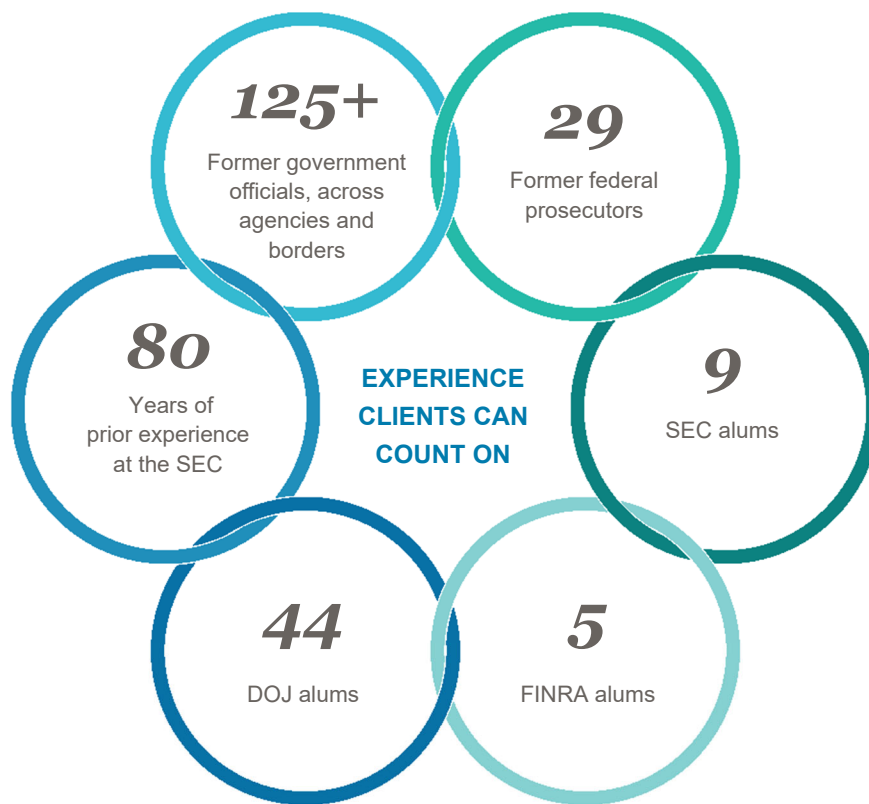 125+
Former government
officials, across
agencies and
borders
29
Former federal
prosecutors
80
Years of
prior experience
at the SEC
EXPERIENCE
CLIENTS CAN
COUNT ON
9
SEC alums
44
DOJ alums
5
FINRA alums